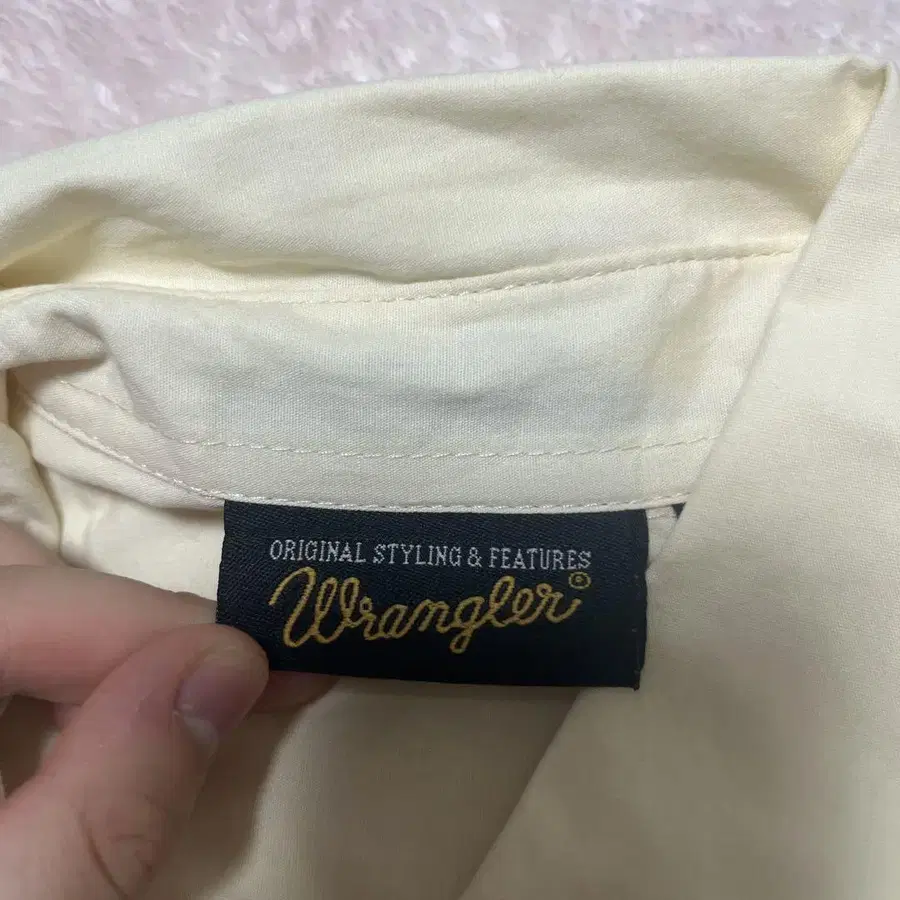 ORIGINAL STYLING & FEATURES
Wrangler®